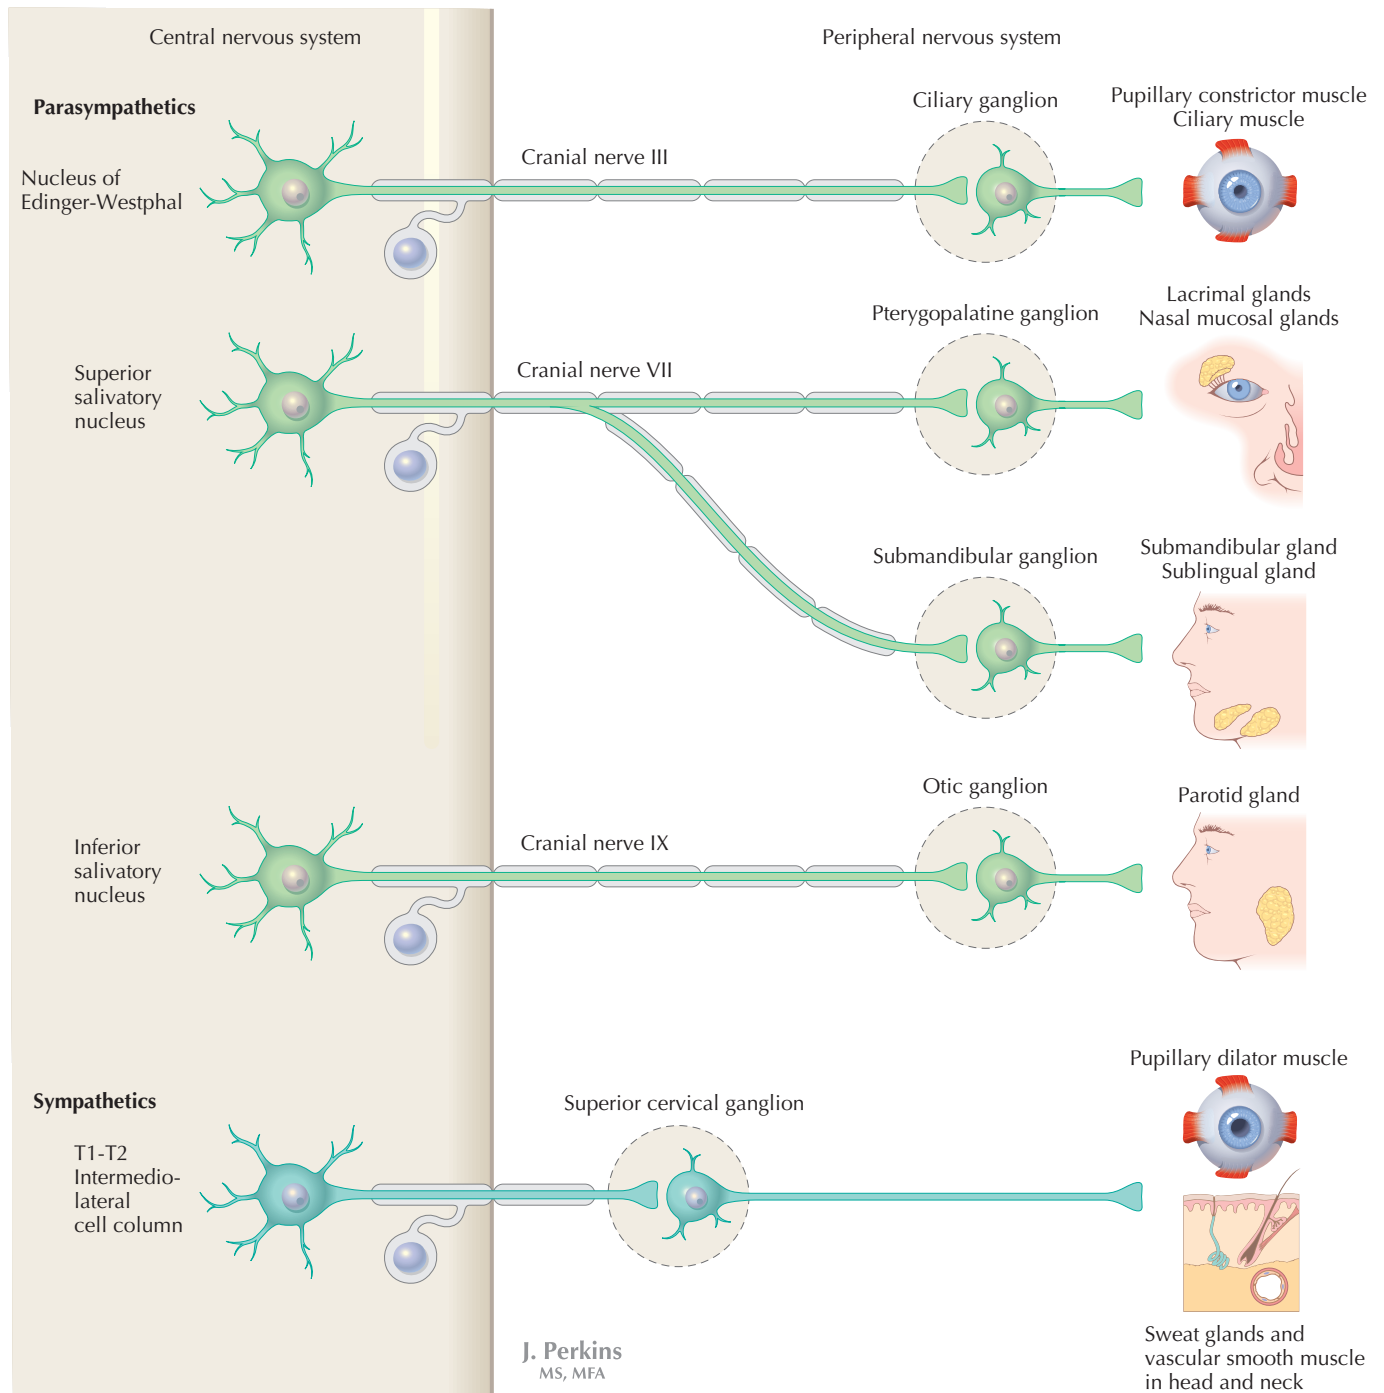 Central nervous system
Peripheral nervous system
Parasympathetics
Nucleus of
Edinger-Westphal
Cranial nerve III
Ciliary ganglion
Pupillary constrictor muscle
Ciliary muscle
Superior
salivatory
nucleus
Cranial nerve VII
Pterygopalatine ganglion
Lacrimal glands
Nasal mucosal glands
Submandibular ganglion
Submandibular gland
Sublingual gland
Inferior
salivatory
nucleus
Cranial nerve IX
Otic ganglion
Parotid gland
Sympathetics
T1-T2
Intermedio-
lateral
cell column
Superior cervical ganglion
Pupillary dilator muscle
Sweat glands and
vascular smooth muscle
in head and neck
J. Perkins
MS, MFA